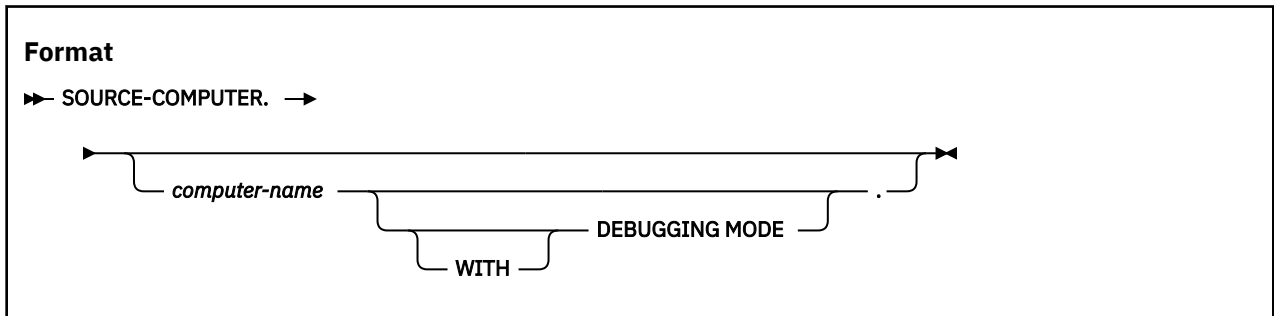 Format
SOURCE-COMPUTER.
computer-name .
DEBUGGING MODE
WITH